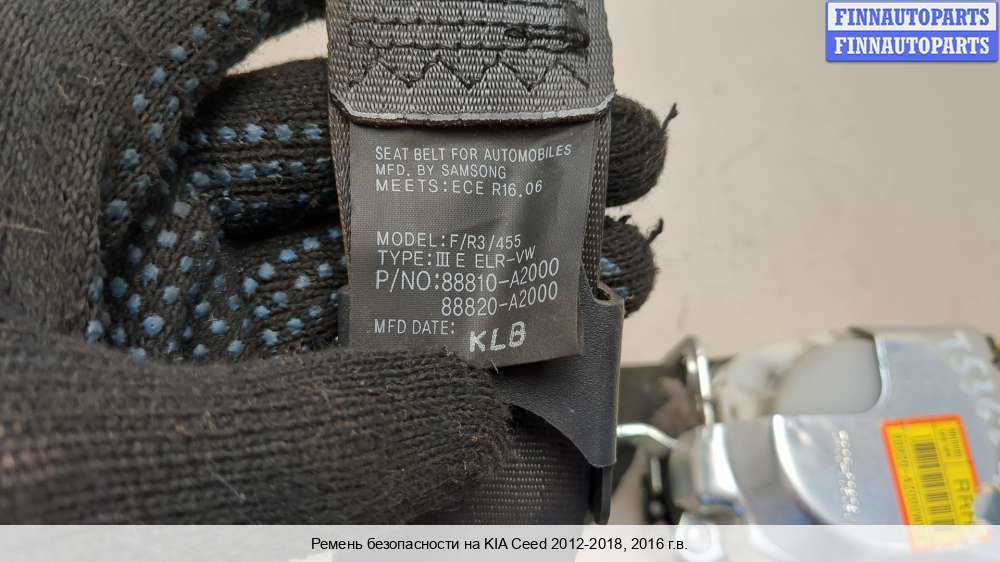 FINNAUTOPARTS
FINNAUTOPARTS
SEAT BELT FOR AUTOMOBILES
MFD. BY SAMSONG
MEETS:ECE R16.06
MODEL:F/R3/455
TYPE:III E ELR-VW
P/NO:88810-A2000
88820-A2000
MFD DATE: KLB
Ремень безопасности на KIA Ceed 2012-2018, 2016 г.в.